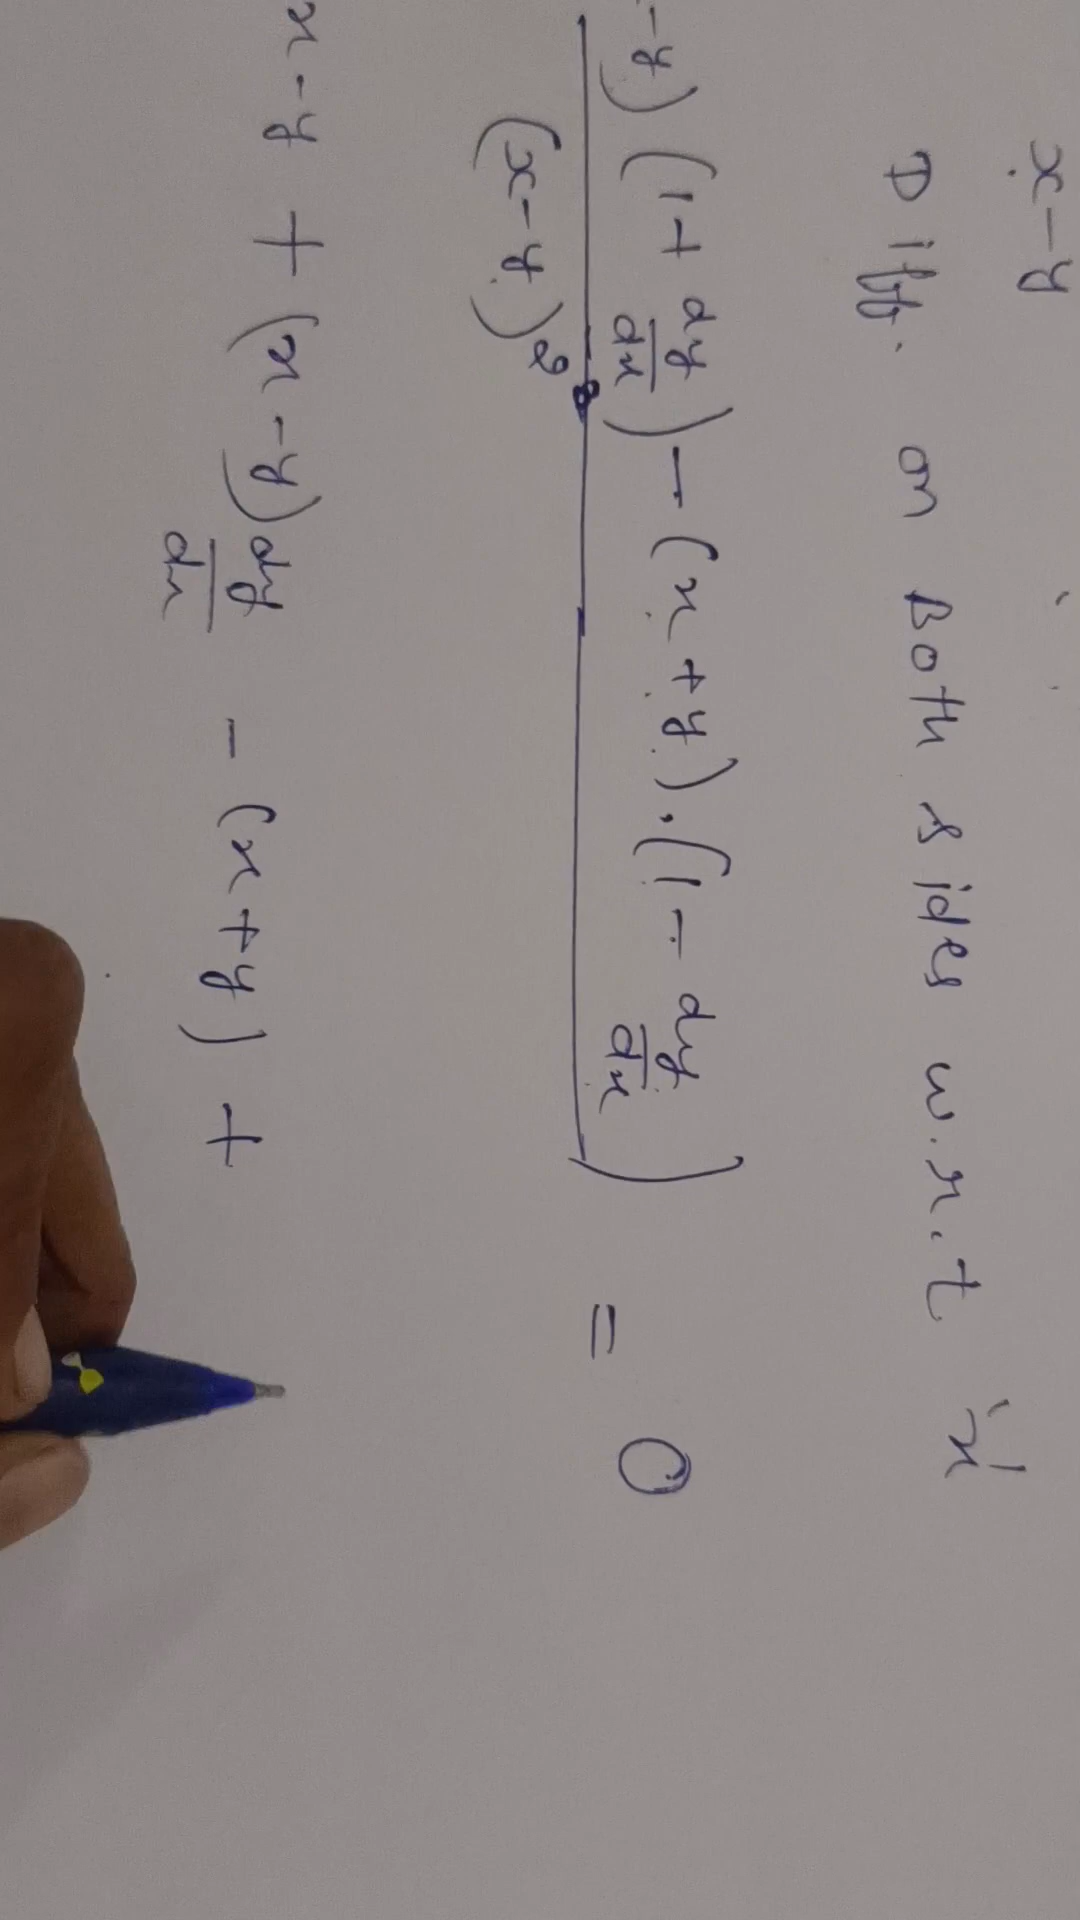 x-y
Diff. on Both sides w.r.t 'x'
-y) (1 + dy/dx) - (x+y).(1 - dy/dx) = 0
(x-y)²
x-y + (x-y) dy/dx - (x+y) +